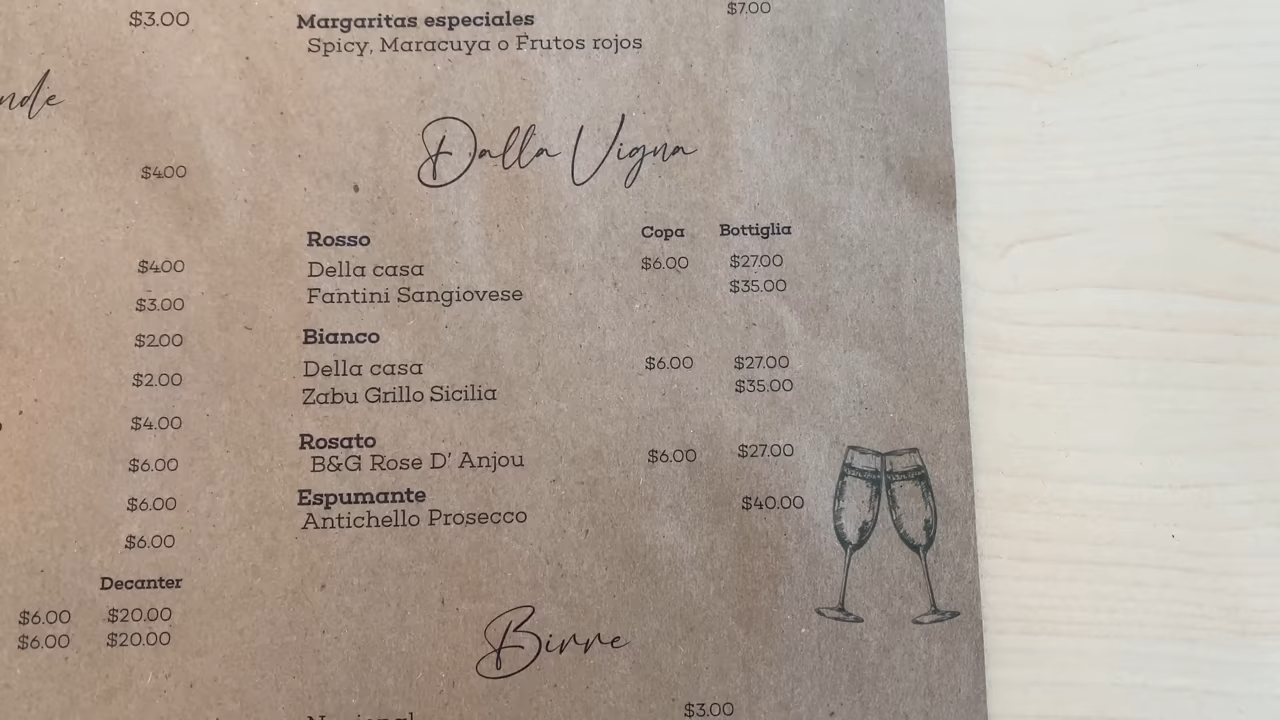 $3.00
Margaritas especiales $7.00
Spicy, Maracuya o Frutos rojos
$4.00
Dalla Vigna
Rosso Copa Bottiglia
Della casa $6.00 $27.00
Fantini Sangiovese $35.00
Bianco
Della casa $6.00 $27.00
Zabu Grillo Sicilia $35.00
Rosato
B&G Rose D' Anjou $6.00 $27.00
Espumante
Antichello Prosecco $40.00
$4.00
$3.00
$2.00
$2.00
$4.00
$6.00
$6.00
$6.00
Decanter
$6.00 $20.00
$6.00 $20.00
Birre
Nacional $3.00